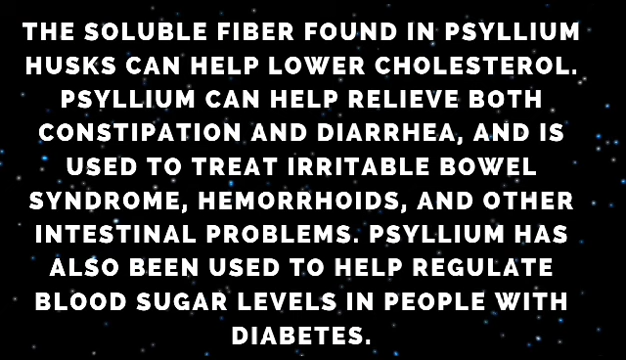 THE SOLUBLE FIBER FOUND IN PSYLLIUM
HUSKS CAN HELP LOWER CHOLESTEROL.
PSYLLIUM CAN HELP RELIEVE BOTH
CONSTIPATION AND DIARRHEA, AND IS
USED TO TREAT IRRITABLE BOWEL
SYNDROME, HEMORRHOIDS, AND OTHER
INTESTINAL PROBLEMS. PSYLLIUM HAS
ALSO BEEN USED TO HELP REGULATE
BLOOD SUGAR LEVELS IN PEOPLE WITH
DIABETES.